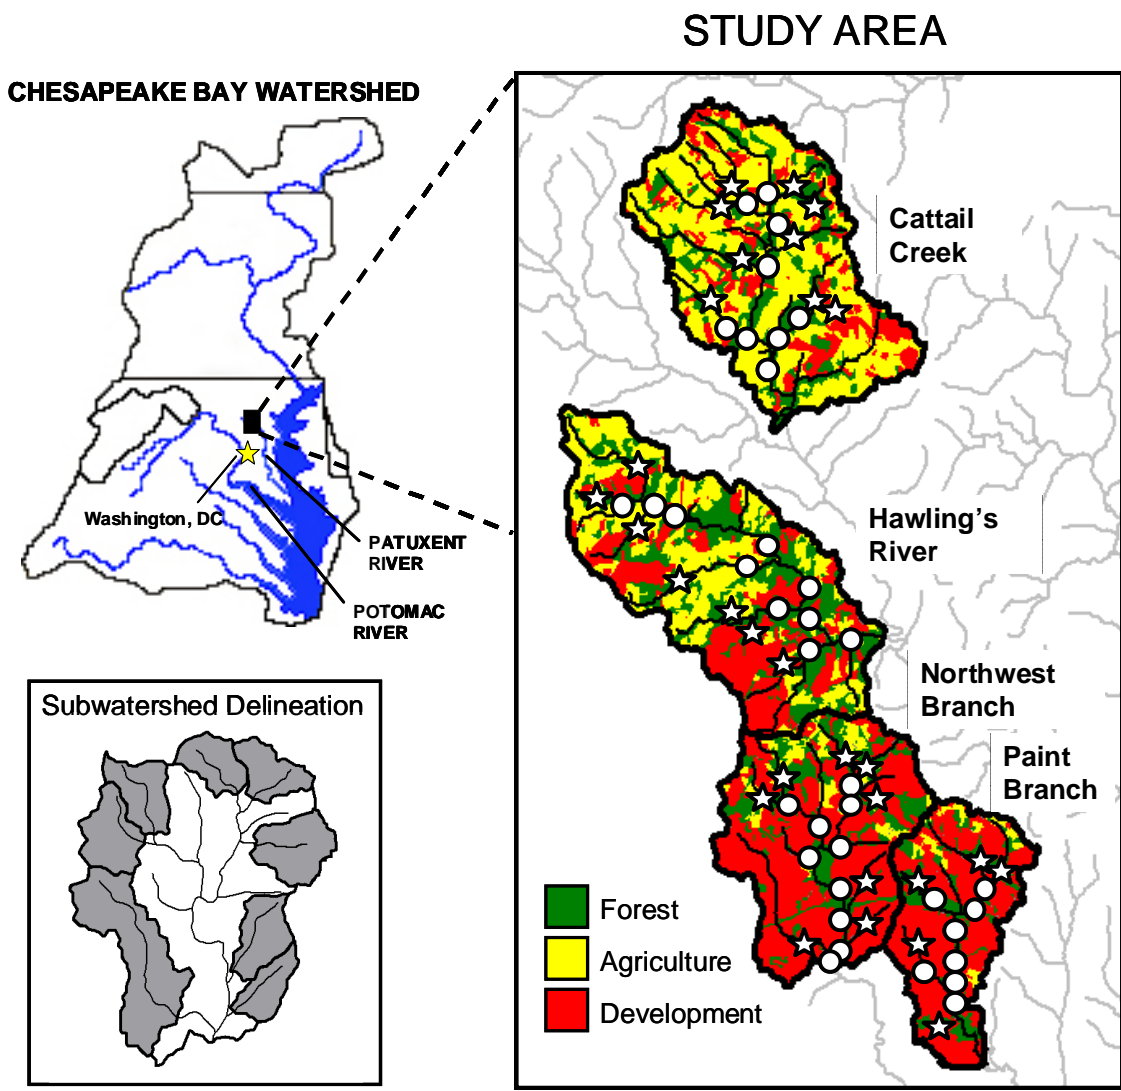 STUDY AREA
CHESAPEAKE BAY WATERSHED
Washington, DC
PATUXENT
RIVER
POTOMAC
RIVER
Subwatershed Delineation
Cattail
Creek
Hawling's
River
Northwest
Branch
Paint
Branch
Forest
Agriculture
Development